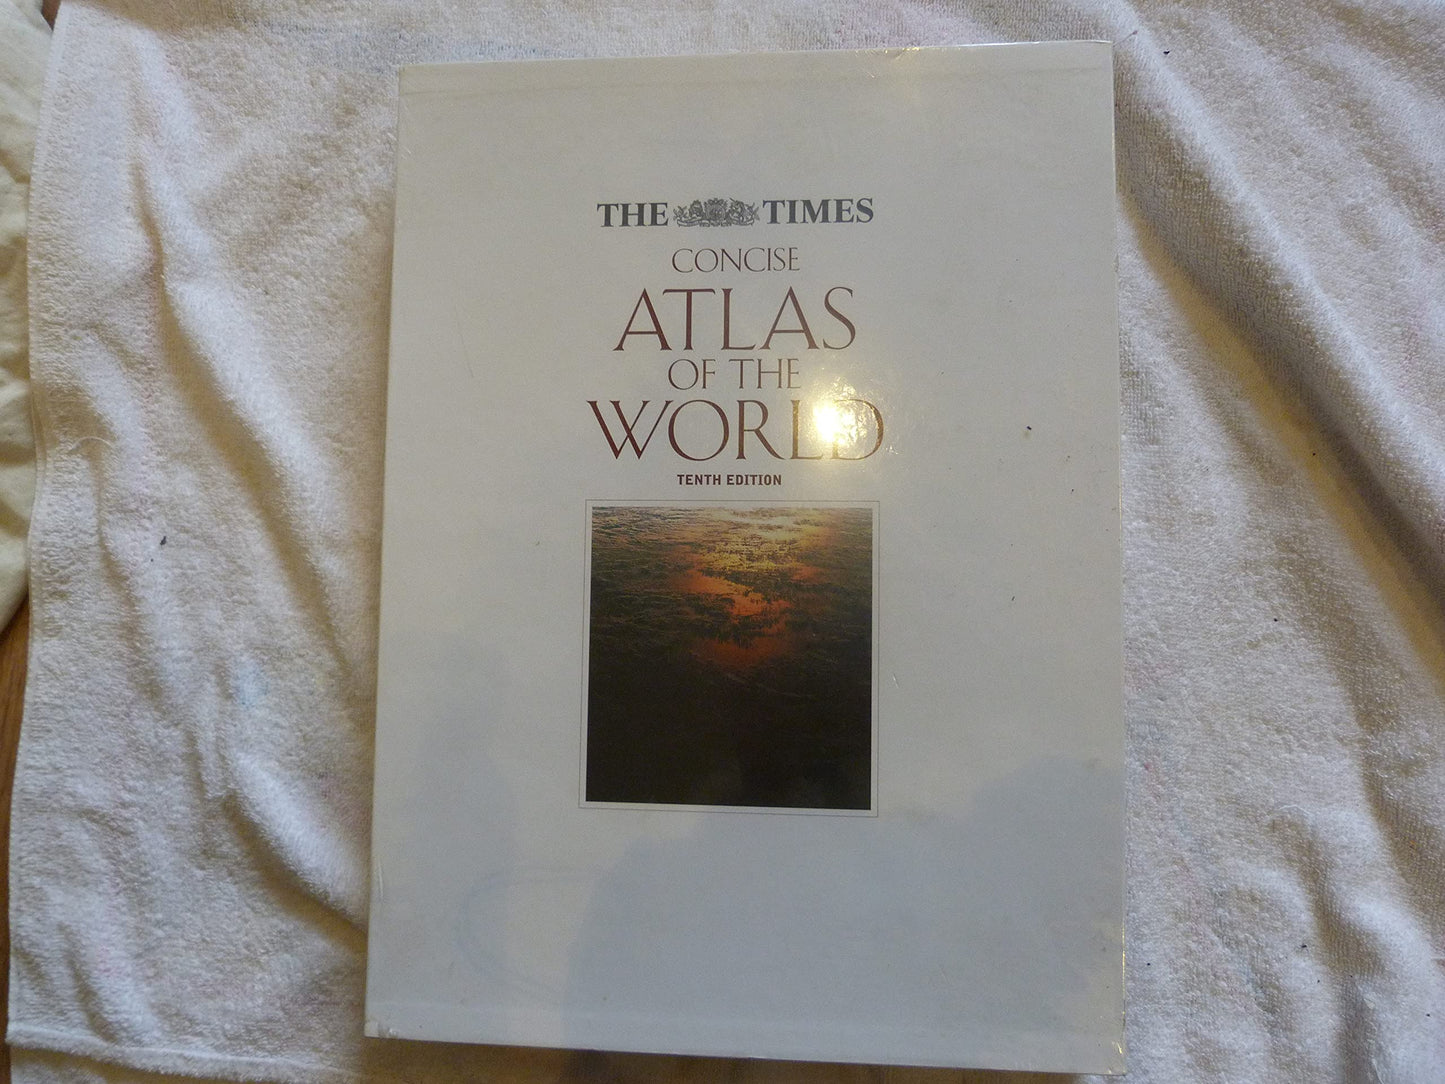 THE TIMES
CONCISE
ATLAS
OF THE
WORLD
TENTH EDITION